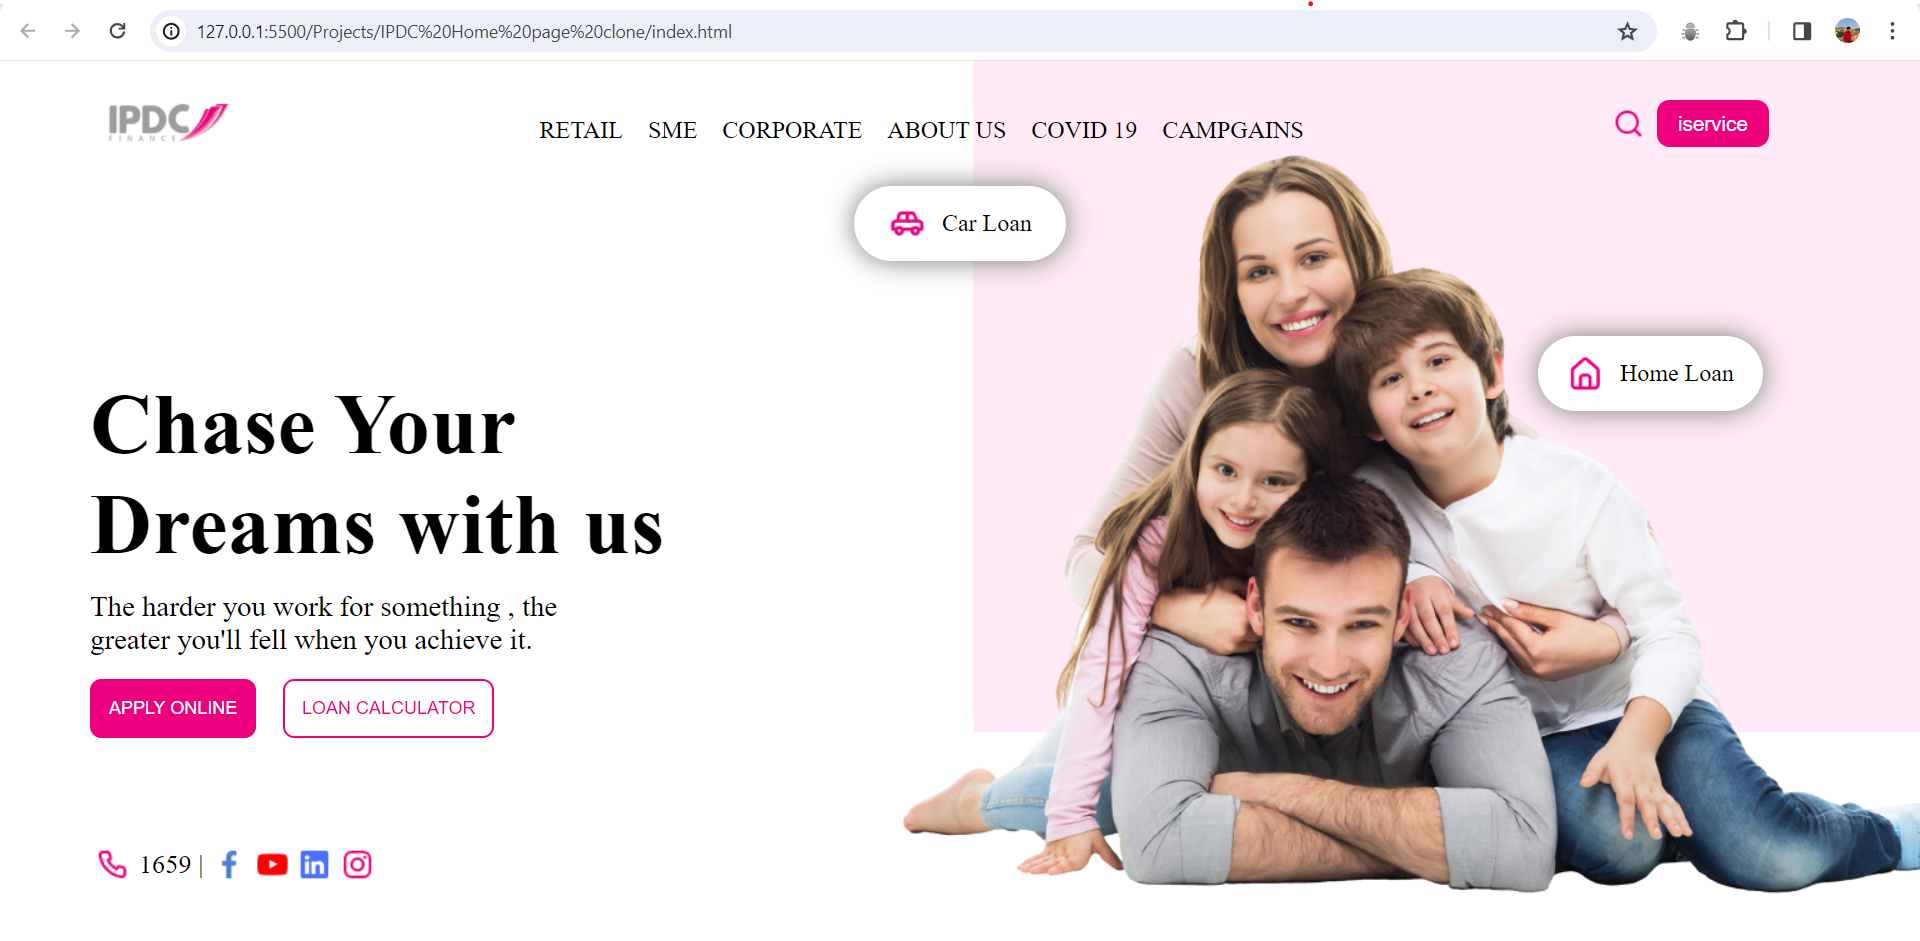 127.0.0.1:5500/Projects/IPDC%20Home%20page%20clone/index.html
IPDC
FINANCE
RETAIL SME CORPORATE ABOUT US COVID 19 CAMPGAINS
iservice
Car Loan
Home Loan
Chase Your
Dreams with us
The harder you work for something , the
greater you'll fell when you achieve it.
APPLY ONLINE LOAN CALCULATOR
1659 |